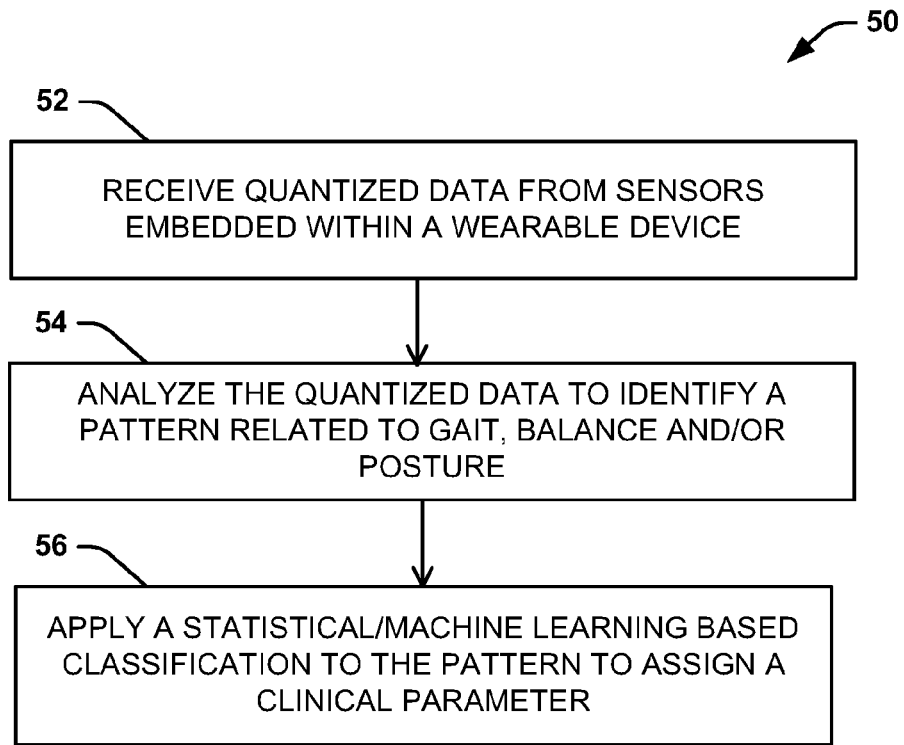 50
52
RECEIVE QUANTIZED DATA FROM SENSORS
EMBEDDED WITHIN A WEARABLE DEVICE
54
ANALYZE THE QUANTIZED DATA TO IDENTIFY A
PATTERN RELATED TO GAIT, BALANCE AND/OR
POSTURE
56
APPLY A STATISTICAL/MACHINE LEARNING BASED
CLASSIFICATION TO THE PATTERN TO ASSIGN A
CLINICAL PARAMETER